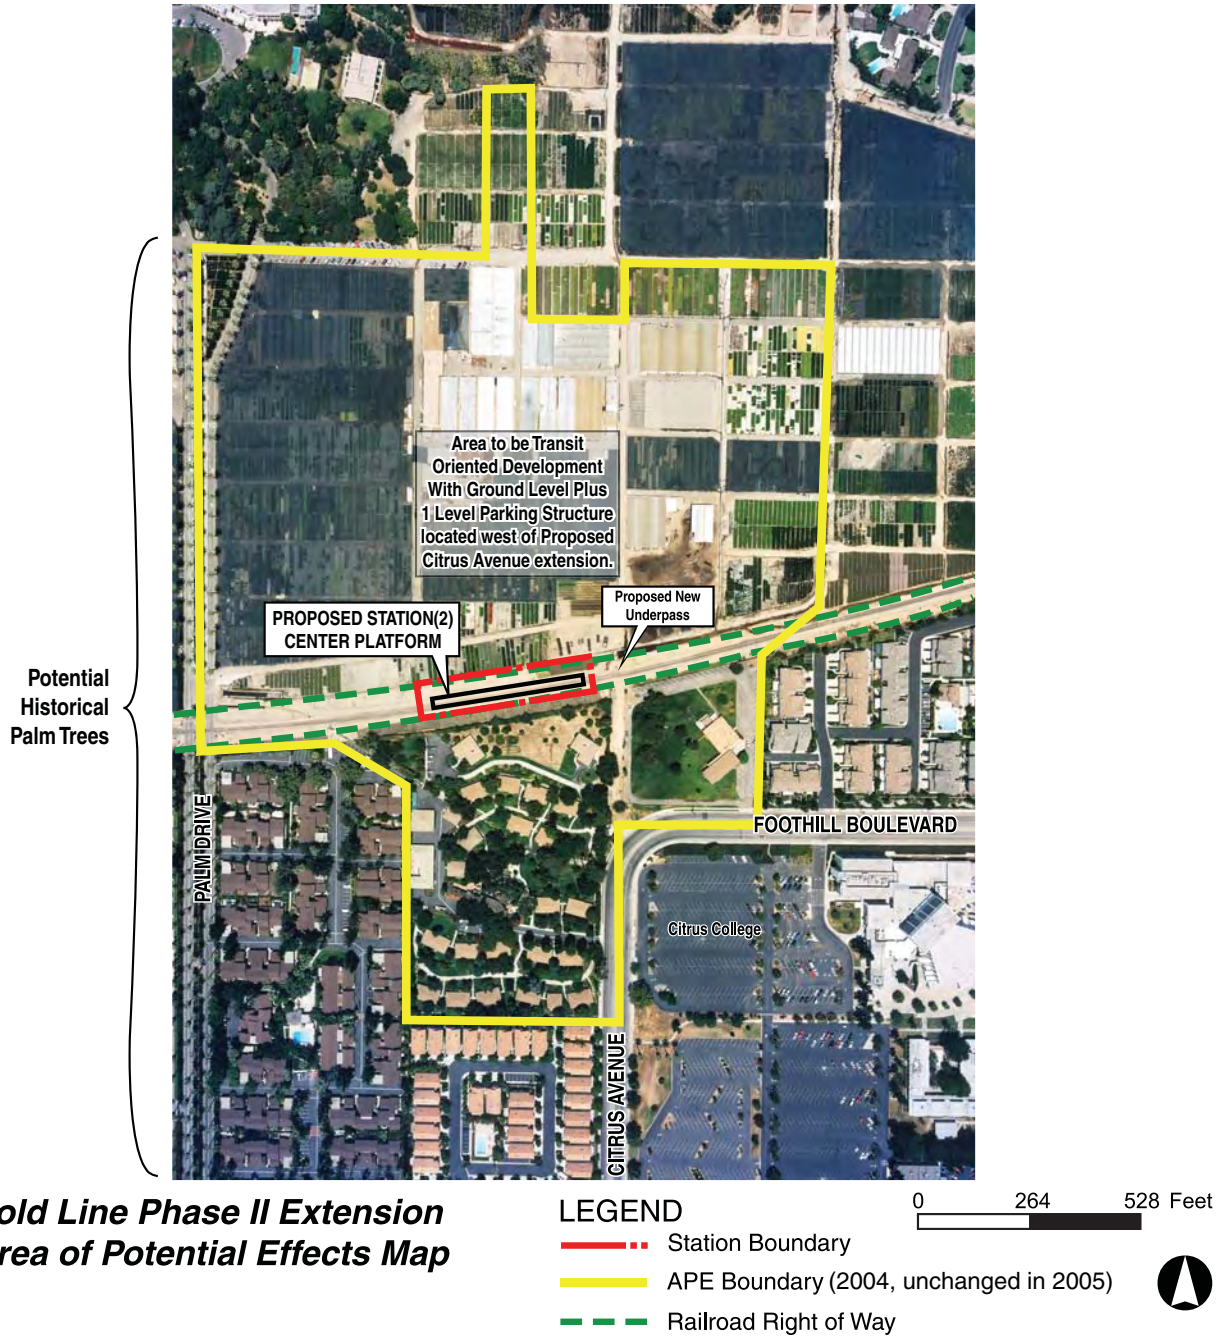 Area to be Transit
Oriented Development
With Ground Level Plus
1 Level Parking Structure
located west of Proposed
Citrus Avenue extension.
Proposed New
Underpass
PROPOSED STATION(2)
CENTER PLATFORM
Potential
Historical
Palm Trees
PALM DRIVE
FOOTHILL BOULEVARD
Citrus College
CITRUS AVENUE
old Line Phase II Extension
rea of Potential Effects Map
LEGEND
Station Boundary
APE Boundary (2004, unchanged in 2005)
Railroad Right of Way
0 264 528 Feet